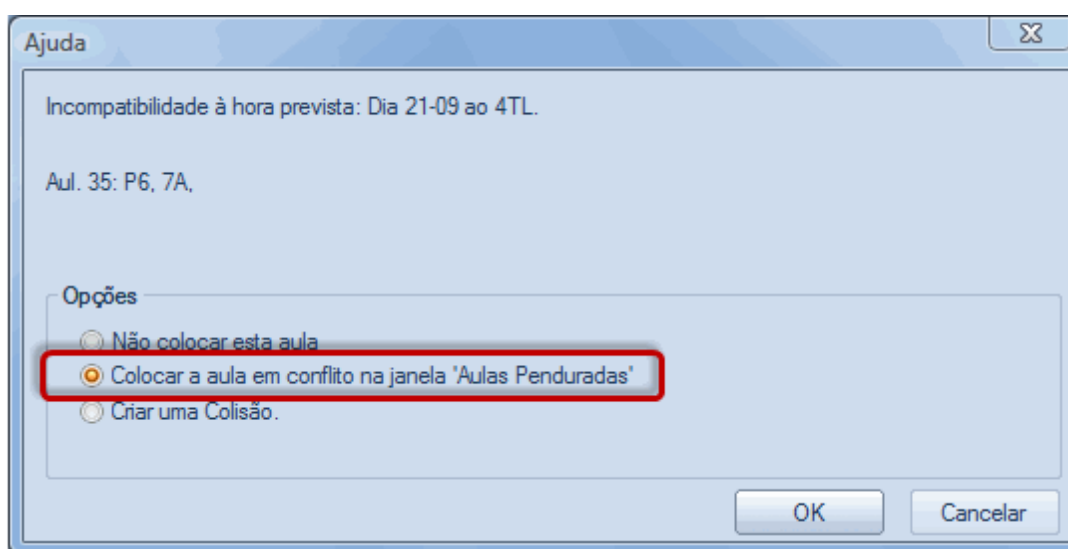 Ajuda
Incompatibilidade à hora prevista: Dia 21-09 ao 4TL.
Aul. 35: P6, 7A,
Opções
Não colocar esta aula
Colocar a aula em conflito na janela 'Aulas Penduradas'
Criar uma Colisão.
OK Cancelar